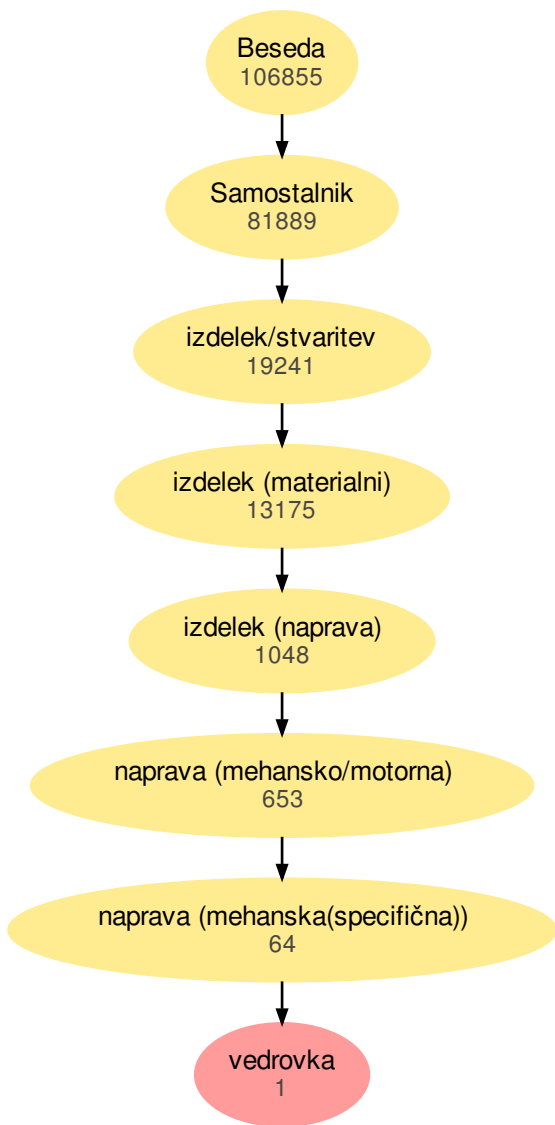 Beseda
106855
Samostalnik
81889
izdelek/stvaritev
19241
izdelek (materialni)
13175
izdelek (naprava)
1048
naprava (mehansko/motorna)
653
naprava (mehanska(specifična))
64
vedrovka
1